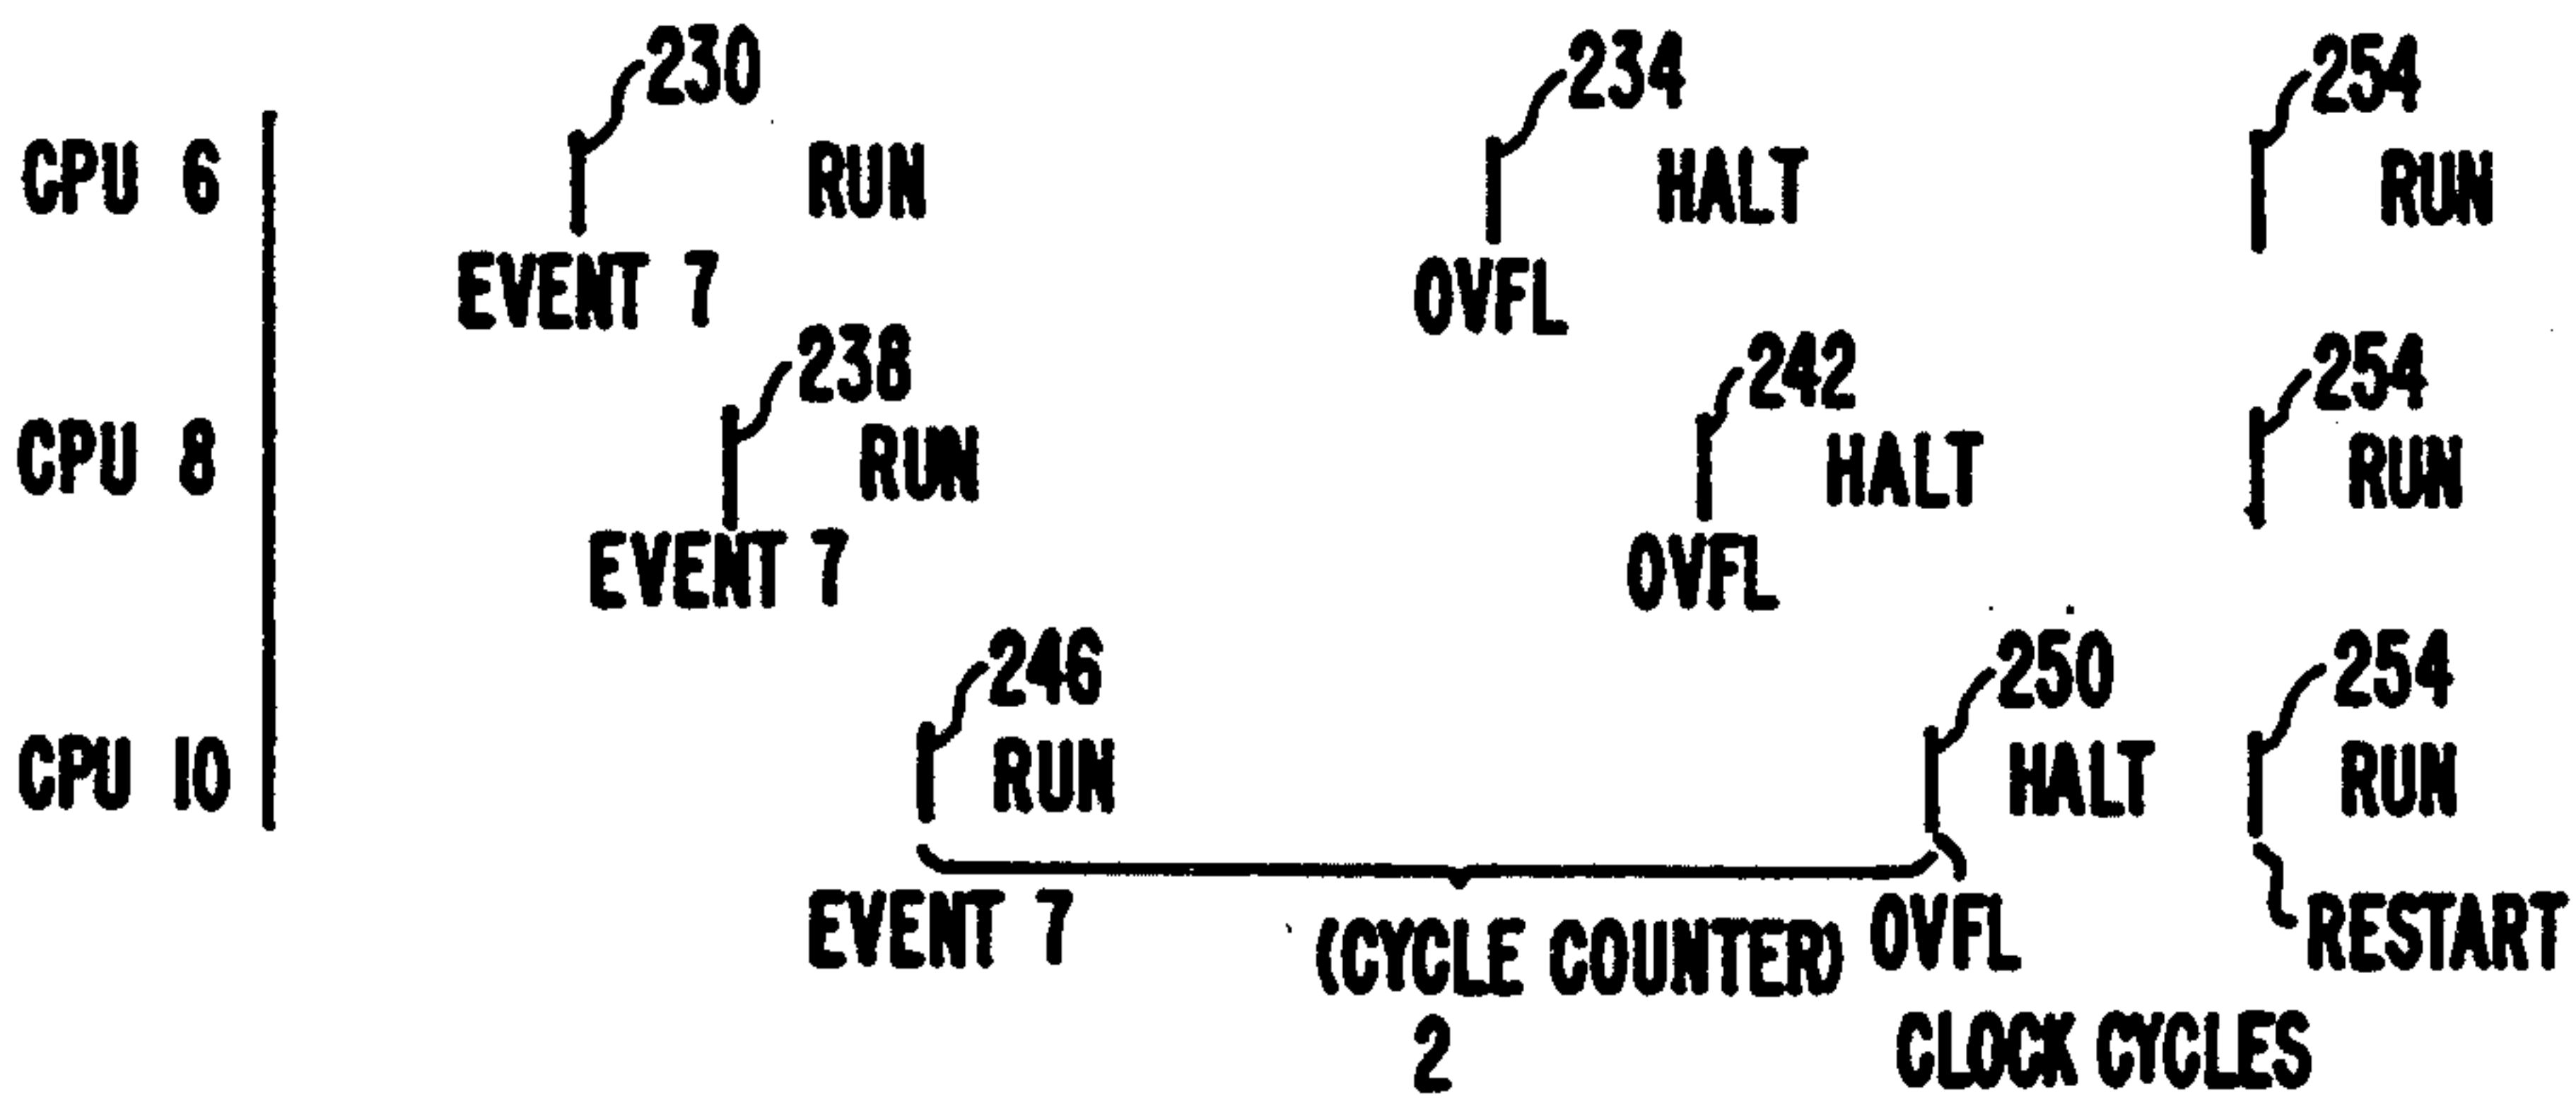 230 234 254
CPU 6 RUN HALT RUN
EVENT 7 OVFL
238 242 254
CPU 8 RUN HALT RUN
EVENT 7 OVFL
246 250 254
CPU 10 RUN HALT RUN
EVENT 7 (CYCLE COUNTER) OVFL RESTART
2 CLOCK CYCLES